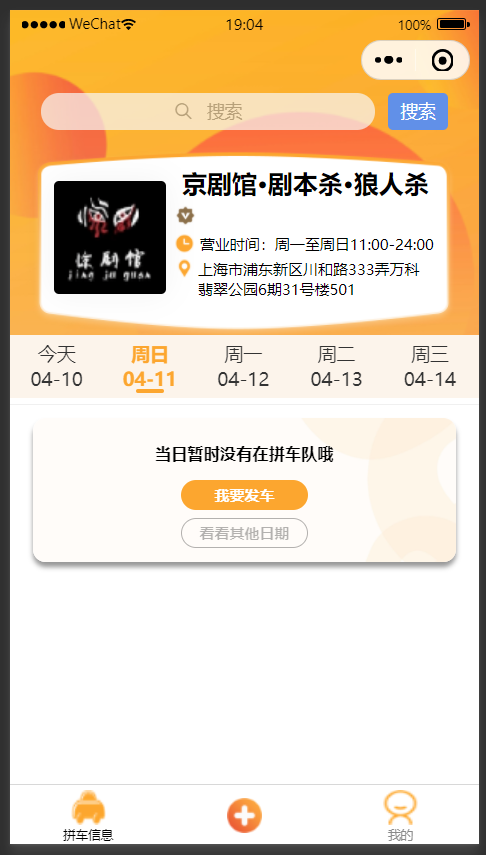 WeChat
19:04
100%
搜索
搜索
京剧馆•剧本杀•狼人杀
惊剧馆
jing ju guan
营业时间：周一至周日11:00-24:00
上海市浦东新区川和路333弄万科
翡翠公园6期31号楼501
今天 周日 周一 周二 周三
04-10 04-11 04-12 04-13 04-14
当日暂时没有在拼车队哦
我要发车
看看其他日期
拼车信息
我的